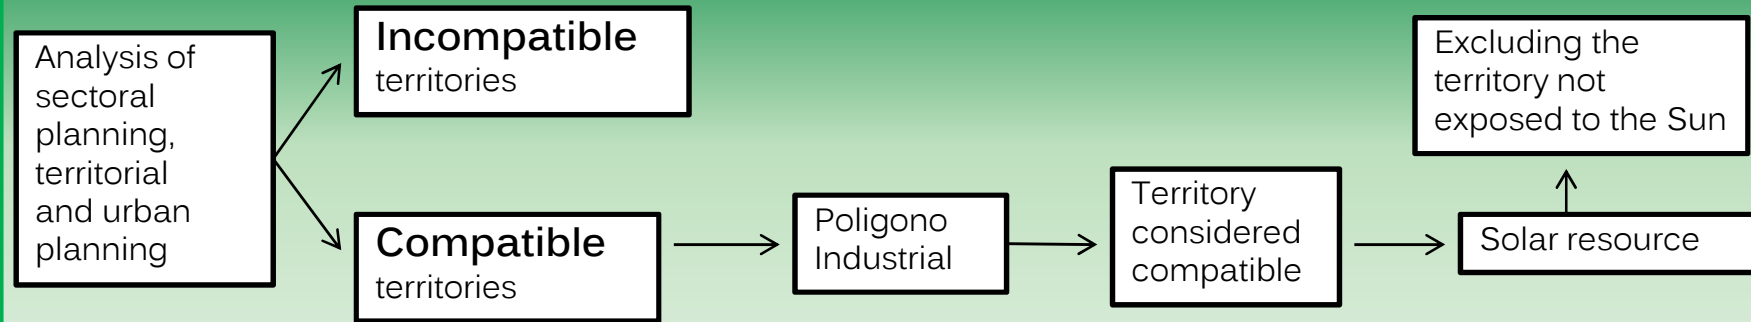 Analysis of
sectoral
planning,
territorial
and urban
planning
Incompatible
territories
Compatible
territories
Poligono
Industrial
Territory
considered
compatible
Solar resource
Excluding the
territory not
exposed to the Sun